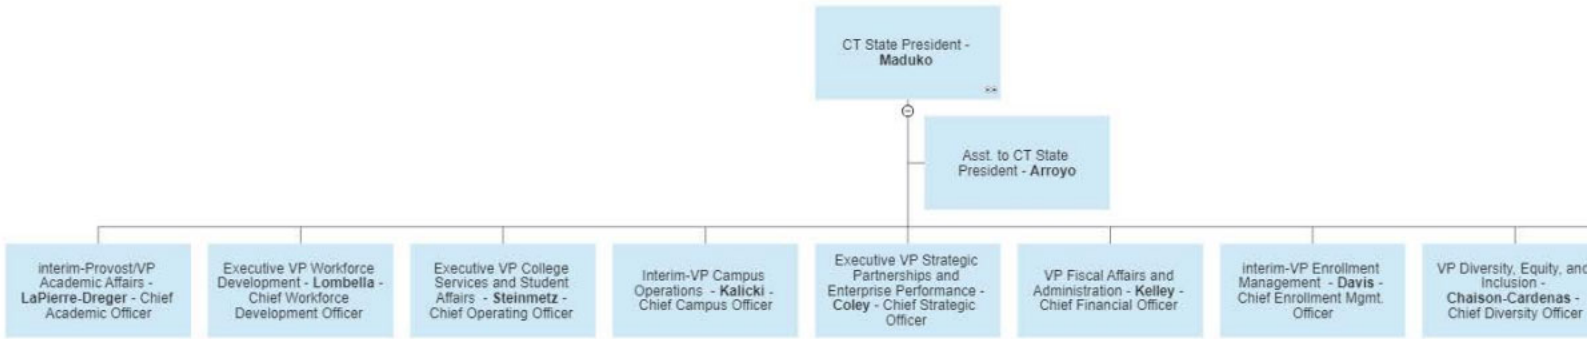 CT State President -
Maduko
Asst. to CT State
President - Arroyo
interim-Provost/VP
Academic Affairs -
LaPierre-Dreger - Chief
Academic Officer
Executive VP Workforce
Development - Lombella -
Chief Workforce
Development Officer
Executive VP College
Services and Student
Affairs - Steinmetz -
Chief Operating Officer
Interim-VP Campus
Operations - Kalicki -
Chief Campus Officer
Executive VP Strategic
Partnerships and
Enterprise Performance -
Coley - Chief Strategic
Officer
VP Fiscal Affairs and
Administration - Kelley -
Chief Financial Officer
interim-VP Enrollment
Management - Davis -
Chief Enrollment Mgmt.
Officer
VP Diversity, Equity, and
Inclusion -
Chaison-Cardenas -
Chief Diversity Officer